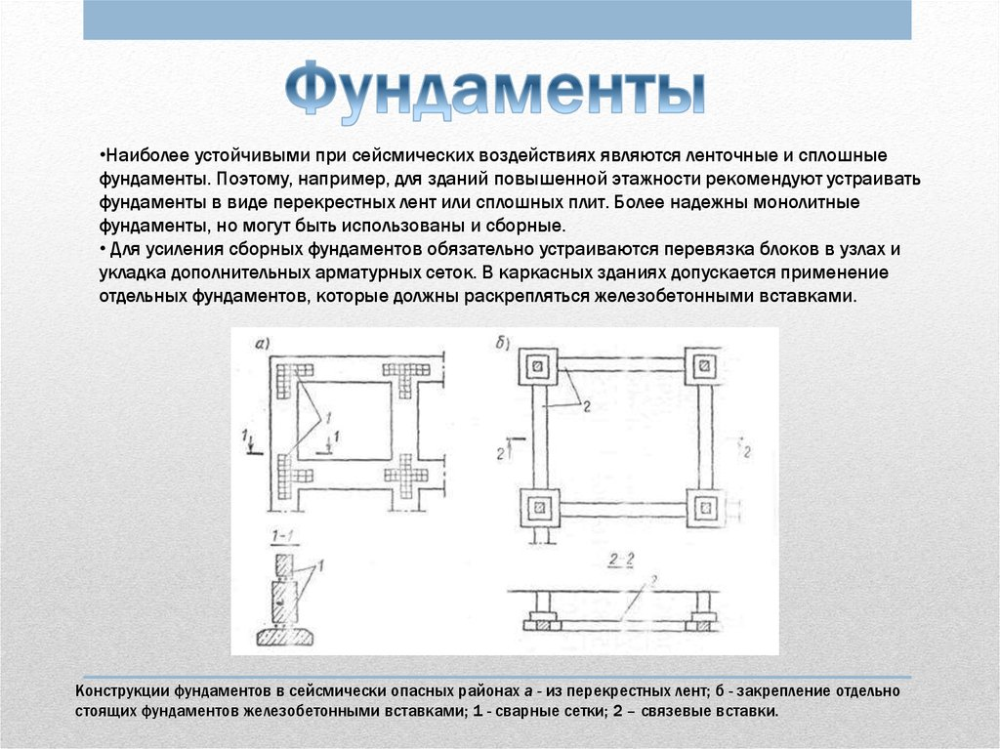 Фундаменты
•Наиболее устойчивыми при сейсмических воздействиях являются ленточные и сплошные
фундаменты. Поэтому, например, для зданий повышенной этажности рекомендуют устраивать
фундаменты в виде перекрестных лент или сплошных плит. Более надежны монолитные
фундаменты, но могут быть использованы и сборные.
• Для усиления сборных фундаментов обязательно устраиваются перевязка блоков в узлах и
укладка дополнительных арматурных сеток. В каркасных зданиях допускается применение
отдельных фундаментов, которые должны раскрепляться железобетонными вставками.
а)
б)
2
1
1
1
2
2
1-1
2-2
1
2
Конструкции фундаментов в сейсмически опасных районах а - из перекрестных лент; б - закрепление отдельно
стоящих фундаментов железобетонными вставками; 1 - сварные сетки; 2 – связевые вставки.